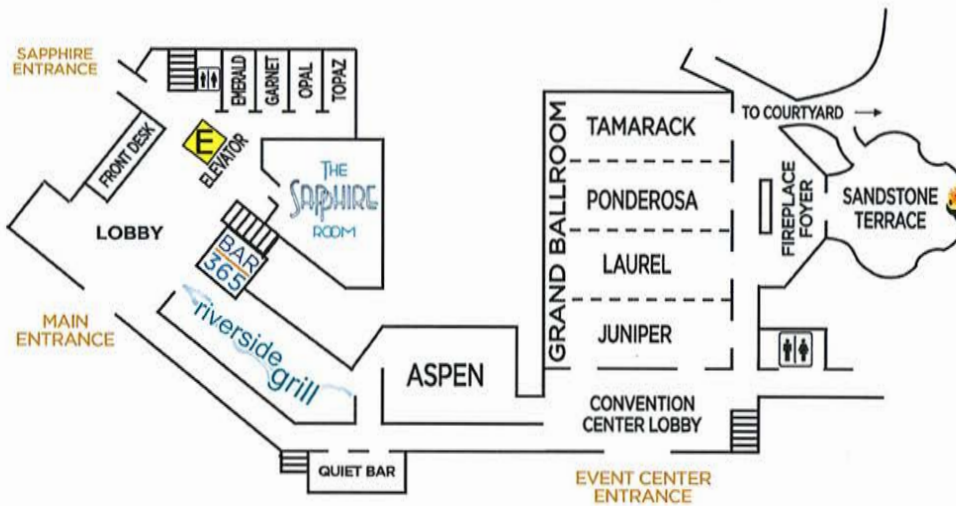 SAPPHIRE
ENTRANCE
EMERALD
GARNET
OPAL
TOPAZ
FRONT DESK
E
ELEVATOR
THE
SAPPHIRE
ROOM
LOBBY
BAR
365
MAIN
ENTRANCE
riverside
grill
ASPEN
QUIET BAR
GRAND BALLROOM
TAMARACK
PONDEROSA
LAUREL
JUNIPER
TO COURTYARD
FIREPLACE
FOYER
SANDSTONE
TERRACE
CONVENTION
CENTER LOBBY
EVENT CENTER
ENTRANCE